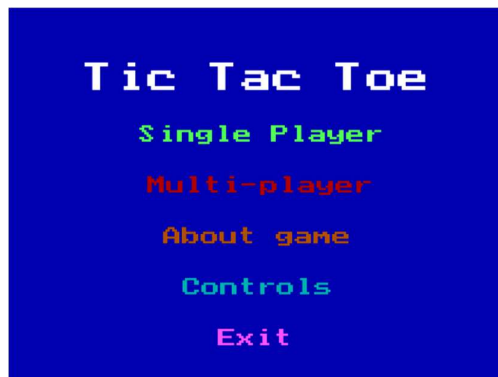 Tic Tac Toe
Single Player
Multi-player
About game
Controls
Exit